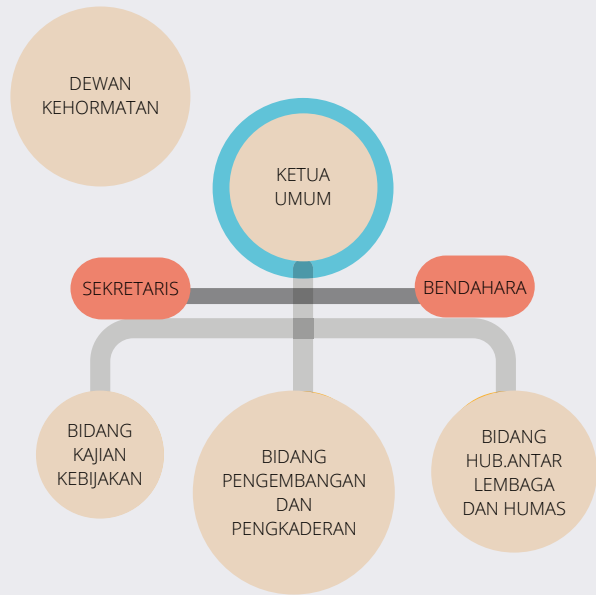 DEWAN
KEHORMATAN
KETUA
UMUM
SEKRETARIS
BENDAHARA
BIDANG
KAJIAN
KEBIJAKAN
BIDANG
PENGEMBANGAN
DAN
PENGKADERAN
BIDANG
HUB.ANTAR
LEMBAGA
DAN HUMAS